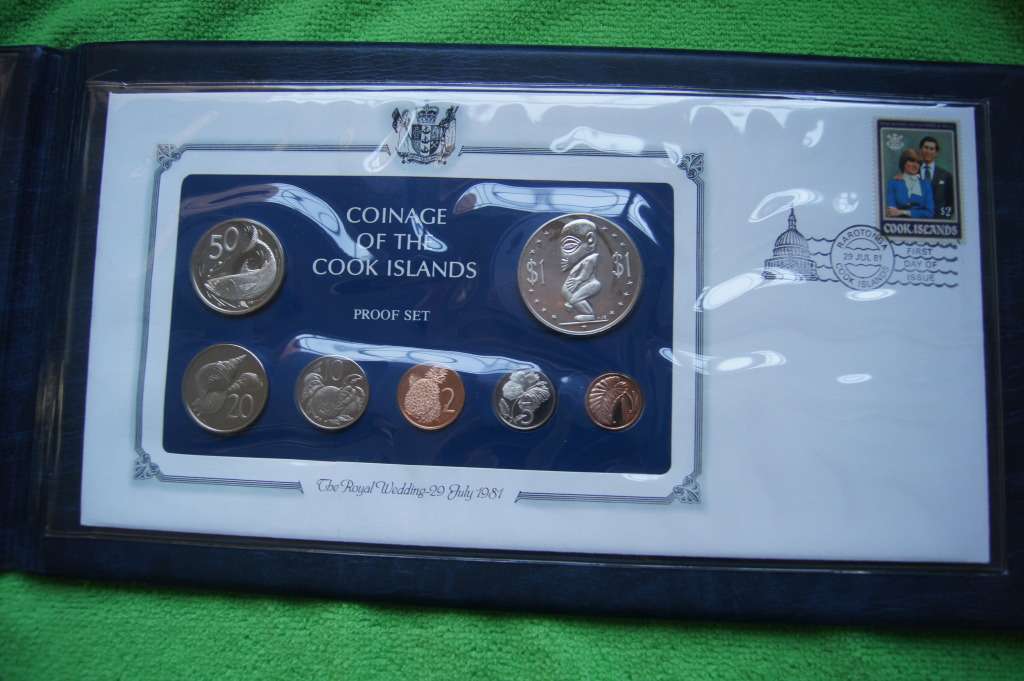 COINAGE
OF THE
COOK ISLANDS
PROOF SET
50
$1 $1
20
10
2
5
The Royal Wedding-29 July 1981
$2
COOK ISLANDS
RAROTONGA
29 JUL 81
COOK ISLANDS
FIRST
DAY OF
ISSUE